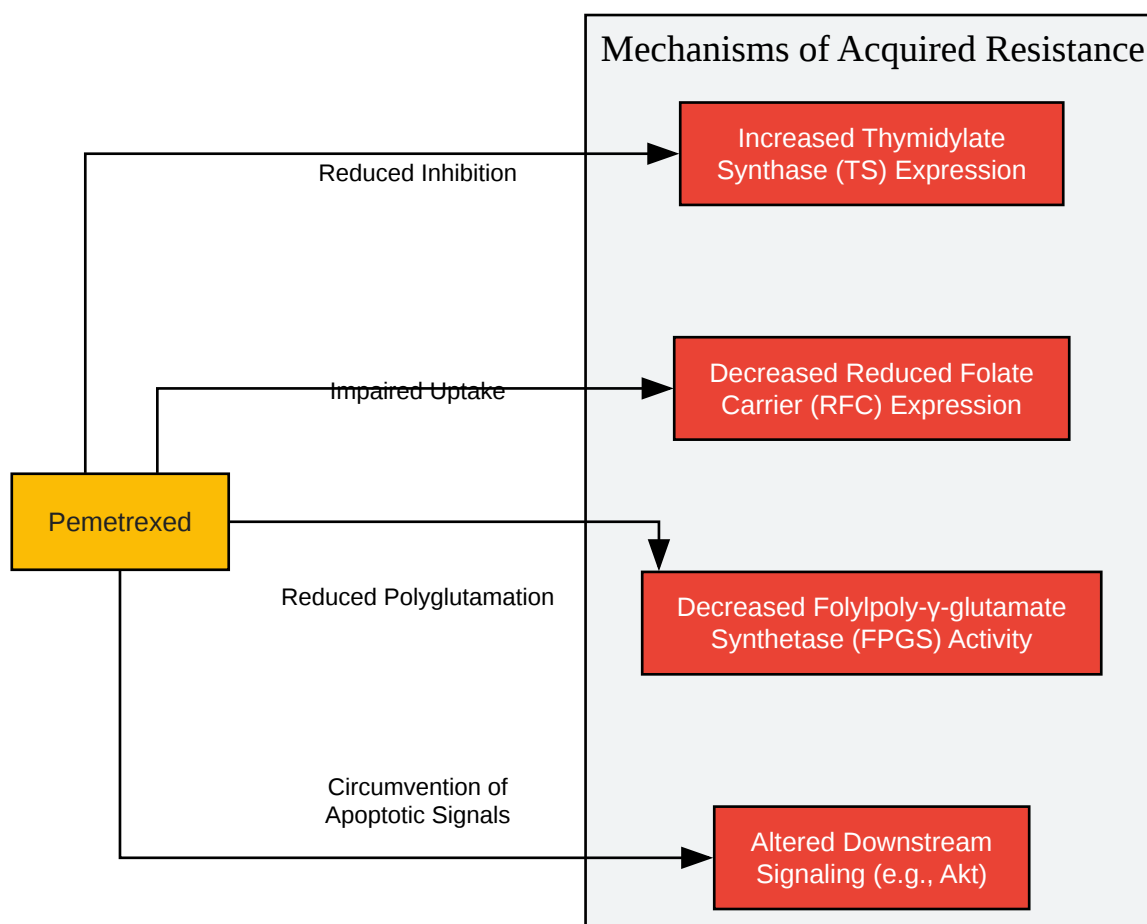 Mechanisms of Acquired Resistance
Increased Thymidylate
Synthase (TS) Expression
Reduced Inhibition
Decreased Reduced Folate
Carrier (RFC) Expression
Impaired Uptake
Pemetrexed
Reduced Polyglutamation
Decreased Folylpoly-γ-glutamate
Synthetase (FPGS) Activity
Circumvention of
Apoptotic Signals
Altered Downstream
Signaling (e.g., Akt)